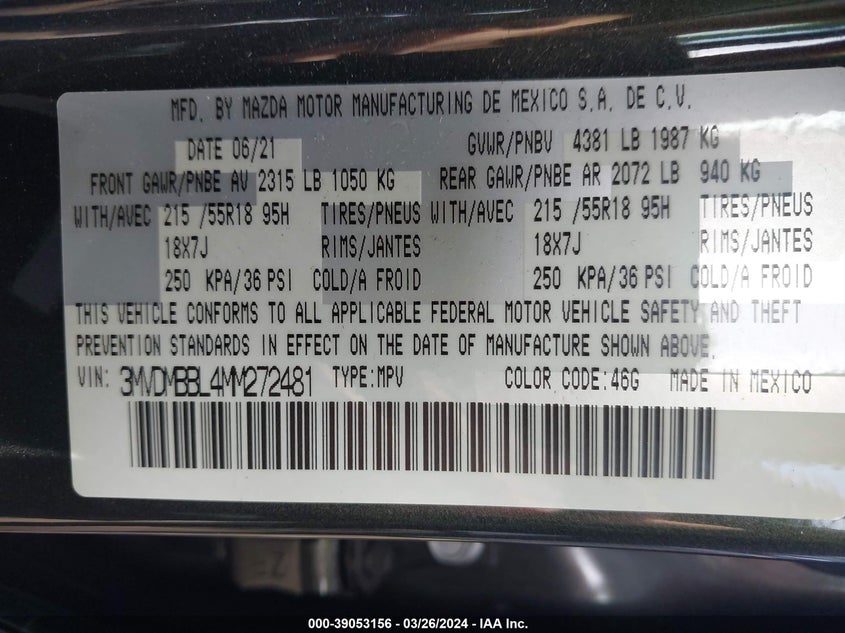 MFD. BY MAZDA MOTOR MANUFACTURING DE MEXICO S.A. DE C.V.
DATE 06/21 GVWR/PNBV 4381 LB 1987 KG
FRONT GAWR/PNBE AV 2315 LB 1050 KG REAR GAWR/PNBE AR 2072 LB 940 KG
WITH/AVEC 215 /55R18 95H TIRES/PNEUS WITH/AVEC 215 /55R18 95H TIRES/PNEUS
18X7J RIMS/JANTES 18X7J RIMS/JANTES
250 KPA/36 PSI COLD/A FROID 250 KPA/36 PSI COLD/A FROID
THIS VEHICLE CONFORMS TO ALL APPLICABLE FEDERAL MOTOR VEHICLE SAFETY AND THEFT
PREVENTION STANDARDS IN EFFECT ON THE DATE OF MANUFACTURE SHOWN ABOVE.
VIN: 3MVDMBBL4MM272481 TYPE:MPV COLOR CODE:46G MADE IN MEXICO
000-39053156 - 03/26/2024 - IAA Inc.